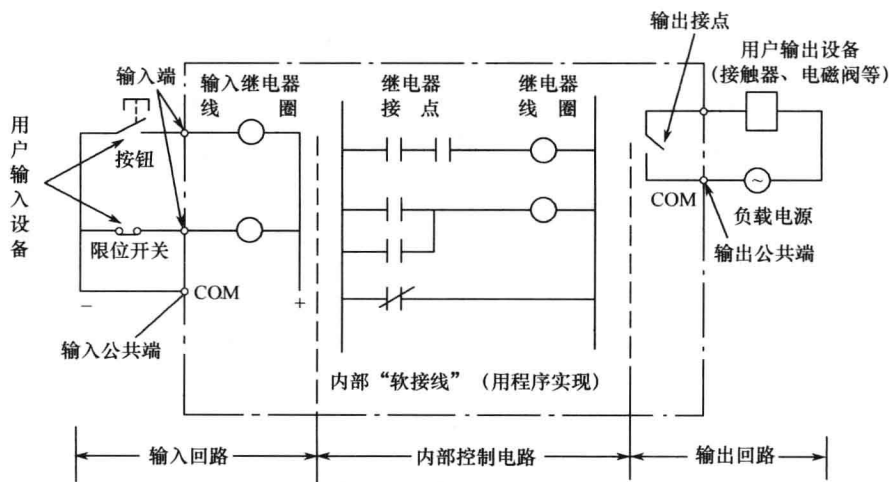 输出接点
用户输出设备
(接触器、电磁阀等)
输入端
输入继电器
线 圈
继电器
接 点
继电器
线 圈
用户输入设备
按钮
限位开关
COM
−
+
COM
~
负载电源
输出公共端
输入公共端
内部“软接线”（用程序实现）
输入回路
内部控制电路
输出回路